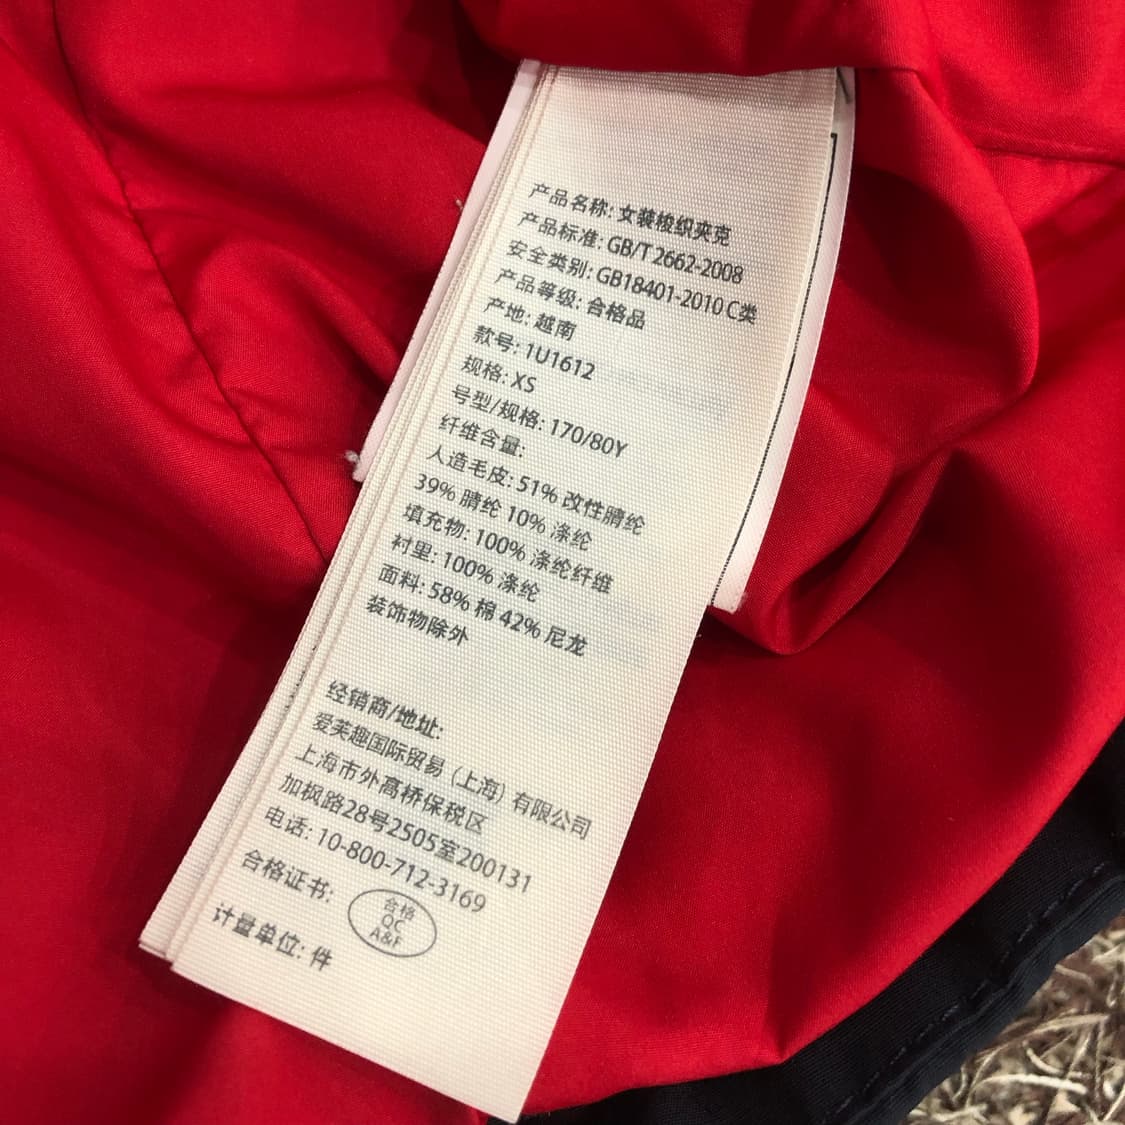 产品名称: 女装梭织夹克
产品标准: GB/T 2662-2008
安全类别: GB18401-2010 C类
产品等级: 合格品
产地: 越南
款号: 1U1612
规格: XS
号型/规格: 170/80Y
纤维含量:
人造毛皮: 51% 改性腈纶
39% 腈纶 10% 涤纶
填充物: 100% 涤纶纤维
衬里: 100% 涤纶
面料: 58% 棉 42% 尼龙
装饰物除外
经销商/地址:
爱芙趣国际贸易 (上海) 有限公司
上海市外高桥保税区
加枫路28号2505室200131
电话: 10-800-712-3169
合格证书:
合格
QC
A&F
计量单位: 件